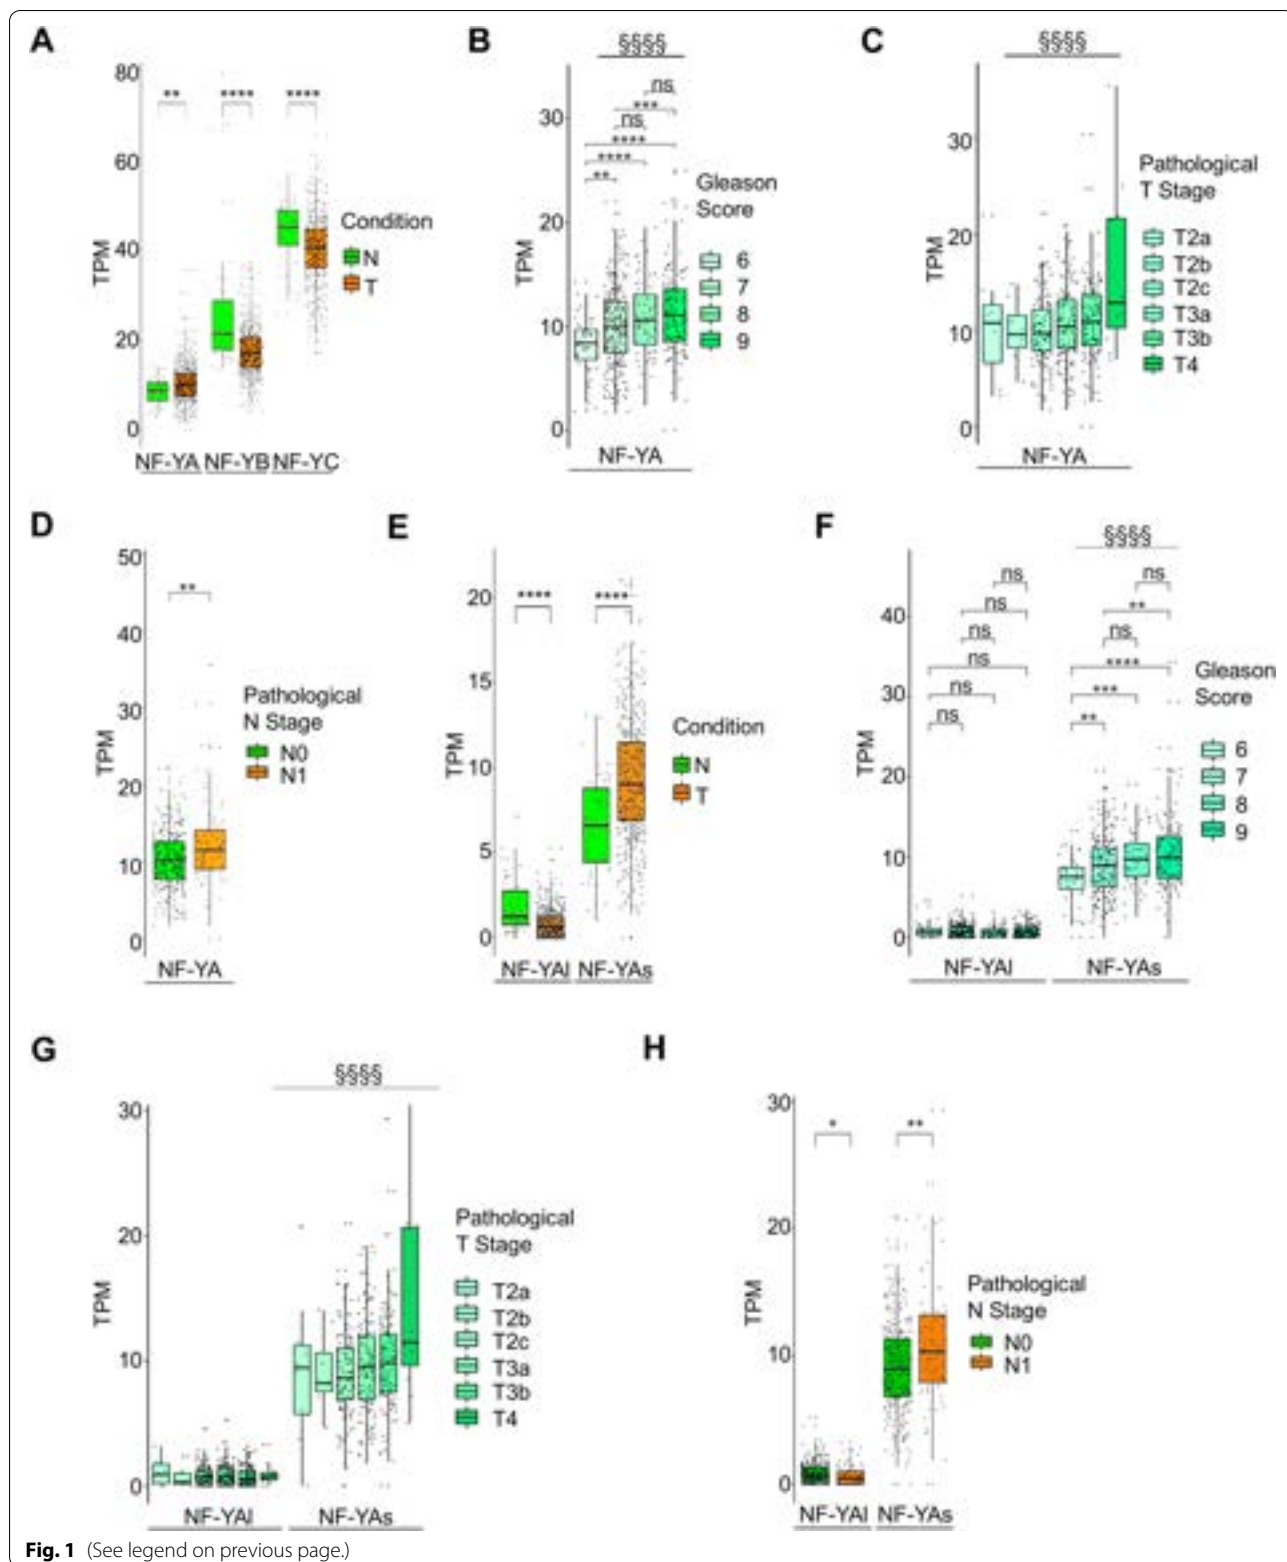 A
80
60
40
20
0
TPM
**
****
****
NF-YA NF-YB NF-YC
Condition
N
T
B
§§§§
30
20
10
0
TPM
ns
***
ns
****
****
**
NF-YA
Gleason
Score
6
7
8
9
C
§§§§
30
20
10
0
TPM
NF-YA
Pathological
T Stage
T2a
T2b
T2c
T3a
T3b
T4
D
50
40
30
20
10
0
TPM
**
NF-YA
Pathological
N Stage
N0
N1
E
20
15
10
5
0
TPM
****
****
NF-YAl NF-YAs
Condition
N
T
F
§§§§
40
30
20
10
0
TPM
ns
ns
ns
ns
ns
ns
ns
**
ns
****
***
**
NF-YAl
NF-YAs
Gleason
Score
6
7
8
9
G
§§§§
30
20
10
0
TPM
NF-YAl
NF-YAs
Pathological
T Stage
T2a
T2b
T2c
T3a
T3b
T4
H
30
20
10
0
TPM
*
**
NF-YAl NF-YAs
Pathological
N Stage
N0
N1
Fig. 1 (See legend on previous page.)